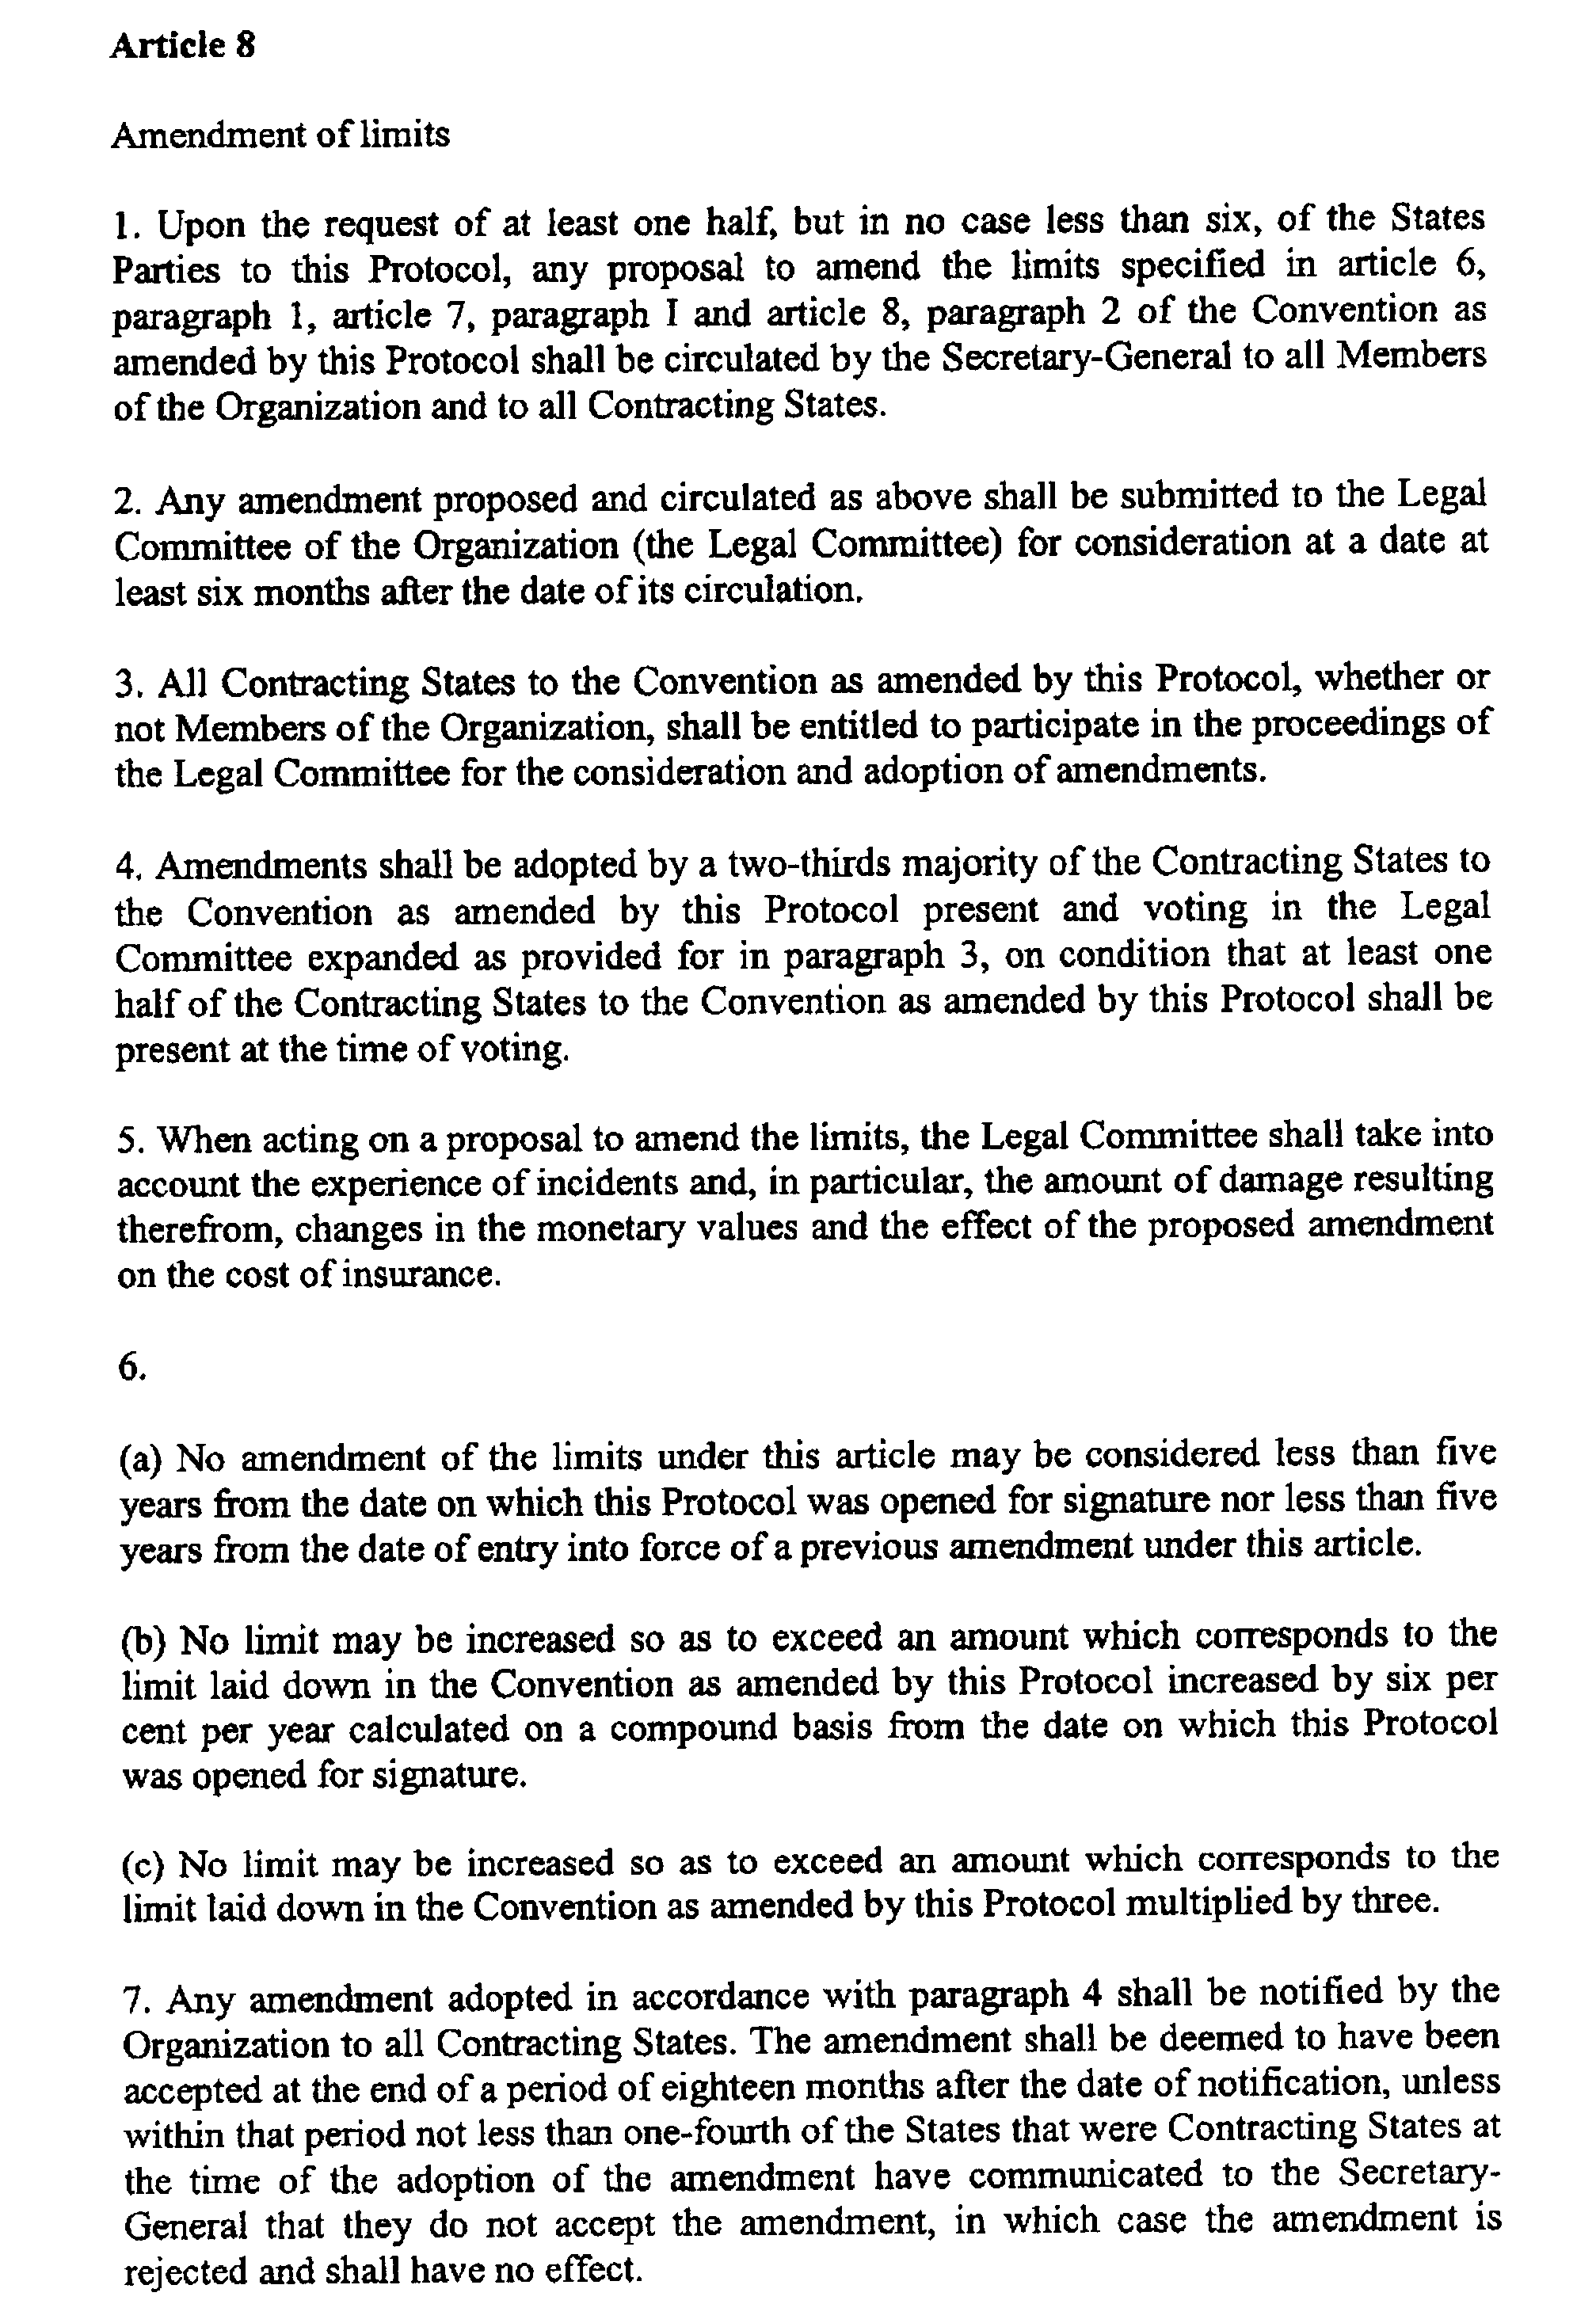 Article 8
Amendment of limits
1. Upon the request of at least one half, but in no case less than six, of the States
Parties to this Protocol, any proposal to amend the limits specified in article 6,
paragraph 1, article 7, paragraph I and article 8, paragraph 2 of the Convention as
amended by this Protocol shall be circulated by the Secretary-General to all Members
of the Organization and to all Contracting States.
2. Any amendment proposed and circulated as above shall be submitted to the Legal
Committee of the Organization (the Legal Committee) for consideration at a date at
least six months after the date of its circulation.
3. All Contracting States to the Convention as amended by this Protocol, whether or
not Members of the Organization, shall be entitled to participate in the proceedings of
the Legal Committee for the consideration and adoption of amendments.
4. Amendments shall be adopted by a two-thirds majority of the Contracting States to
the Convention as amended by this Protocol present and voting in the Legal
Committee expanded as provided for in paragraph 3, on condition that at least one
half of the Contracting States to the Convention as amended by this Protocol shall be
present at the time of voting.
5. When acting on a proposal to amend the limits, the Legal Committee shall take into
account the experience of incidents and, in particular, the amount of damage resulting
therefrom, changes in the monetary values and the effect of the proposed amendment
on the cost of insurance.
6.
(a) No amendment of the limits under this article may be considered less than five
years from the date on which this Protocol was opened for signature nor less than five
years from the date of entry into force of a previous amendment under this article.
(b) No limit may be increased so as to exceed an amount which corresponds to the
limit laid down in the Convention as amended by this Protocol increased by six per
cent per year calculated on a compound basis from the date on which this Protocol
was opened for signature.
(c) No limit may be increased so as to exceed an amount which corresponds to the
limit laid down in the Convention as amended by this Protocol multiplied by three.
7. Any amendment adopted in accordance with paragraph 4 shall be notified by the
Organization to all Contracting States. The amendment shall be deemed to have been
accepted at the end of a period of eighteen months after the date of notification, unless
within that period not less than one-fourth of the States that were Contracting States at
the time of the adoption of the amendment have communicated to the Secretary-
General that they do not accept the amendment, in which case the amendment is
rejected and shall have no effect.